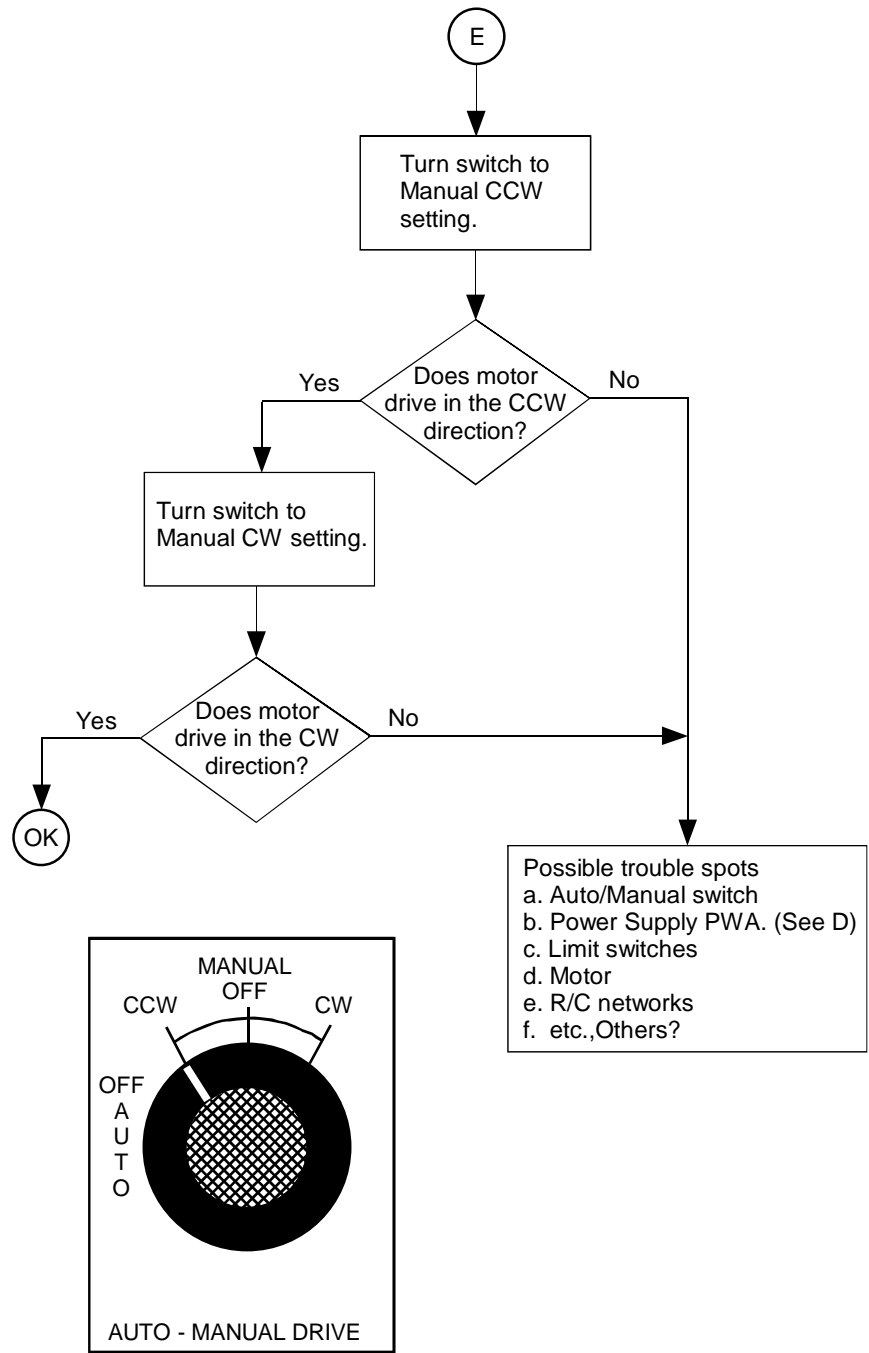 E
Turn switch to
Manual CCW
setting.
Does motor
drive in the CCW
direction?
Yes
No
Turn switch to
Manual CW setting.
Does motor
drive in the CW
direction?
Yes
No
OK
Possible trouble spots
a. Auto/Manual switch
b. Power Supply PWA. (See D)
c. Limit switches
d. Motor
e. R/C networks
f. etc.,Others?
MANUAL
OFF
CCW
CW
OFF
A
U
T
O
AUTO - MANUAL DRIVE